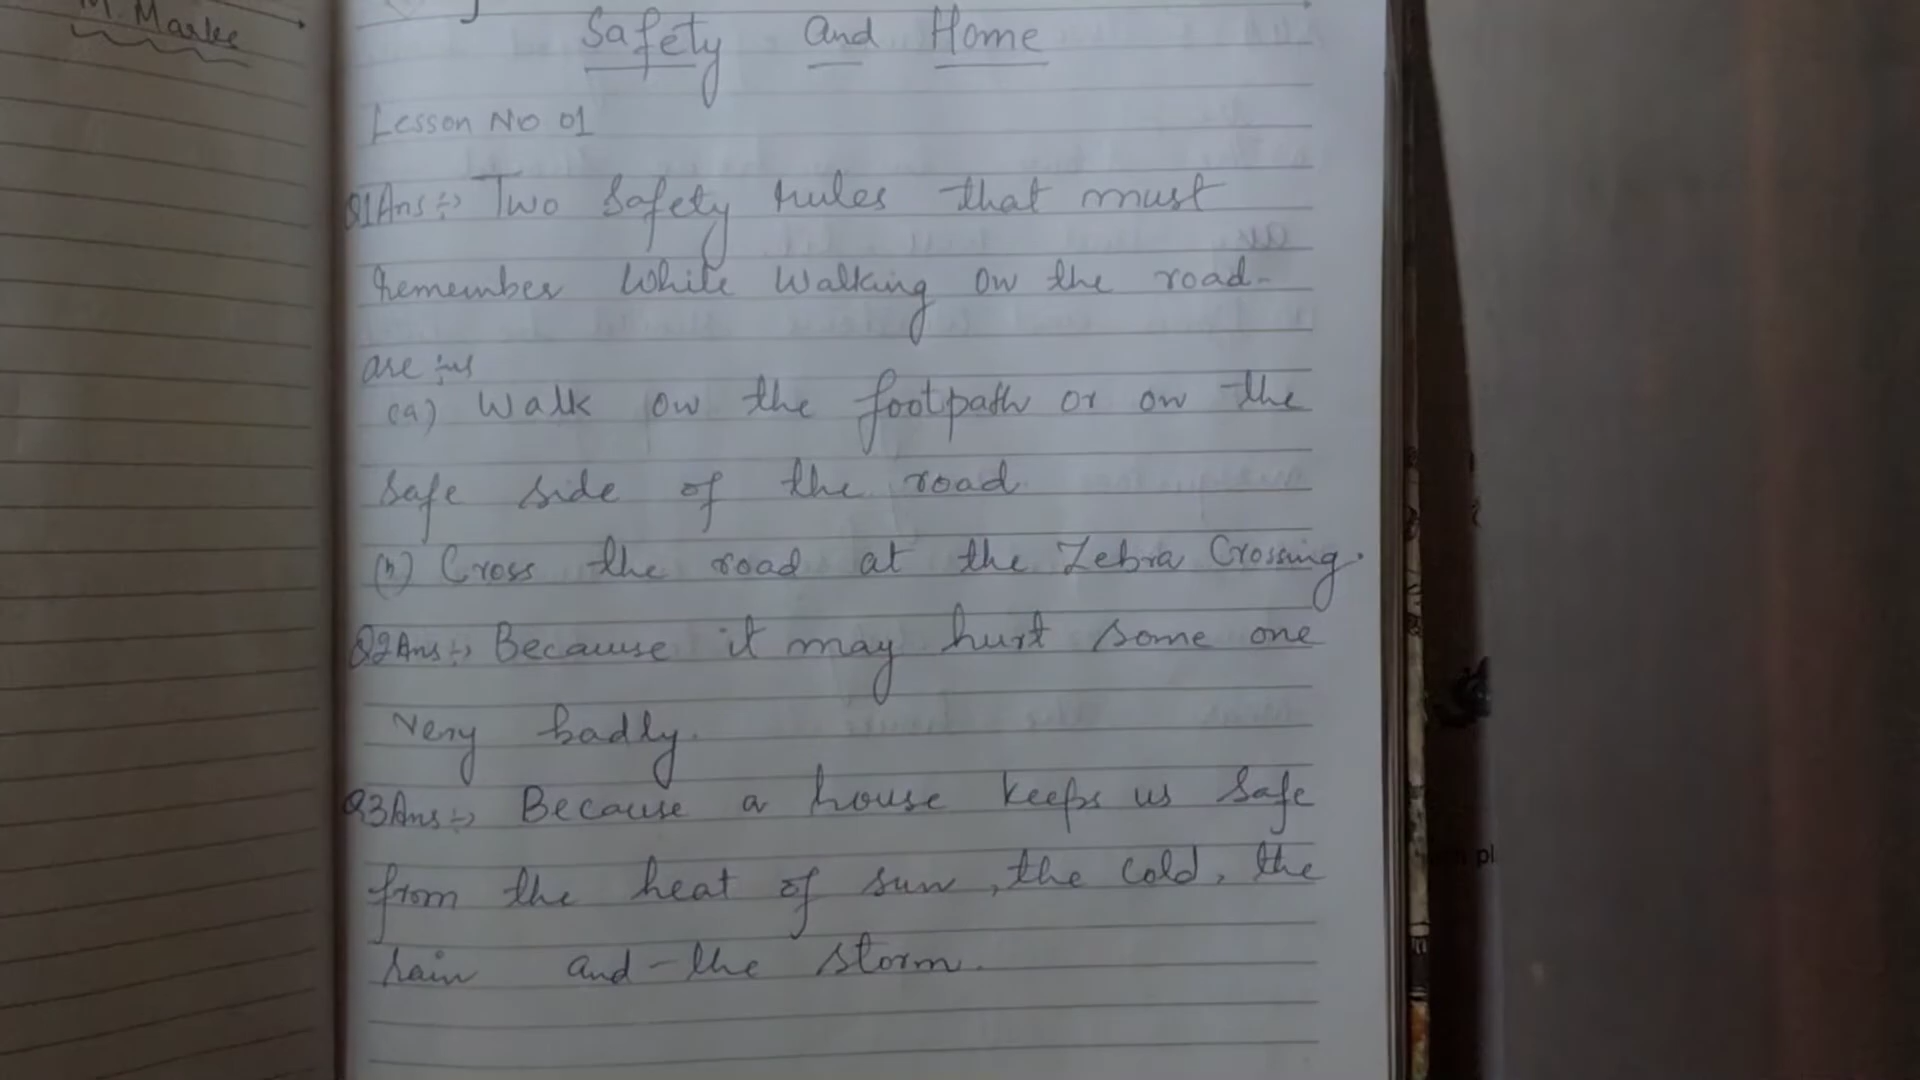 M. Marks
Safety and Home
Lesson No 01
Q1Ans:-> Two Safety rules that must
remember while walking on the road-
are :-
(a) Walk on the footpath or on the
safe side of the road.
(b) Cross the road at the Zebra Crossing.
Q2Ans:-> Because it may hurt some one
very badly.
Q3Ans:-> Because a house keeps us safe
from the heat of sun, the cold, the
rain and the storm.
pl